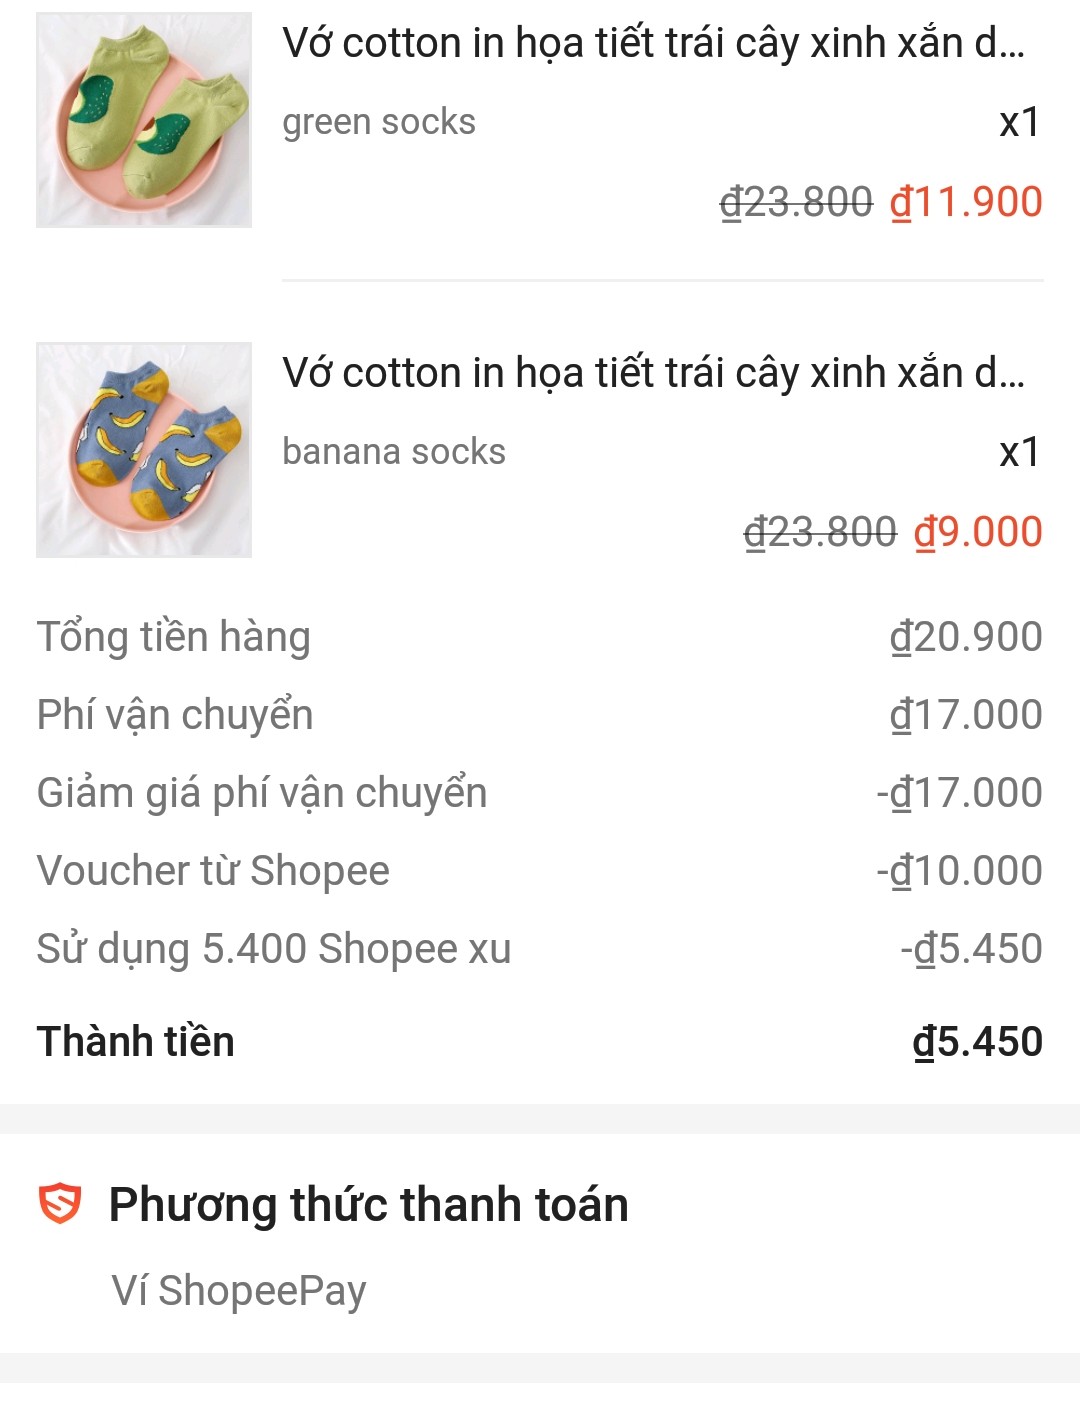 Vớ cotton in họa tiết trái cây xinh xắn d...
green socks x1
₫23.800 ₫11.900
Vớ cotton in họa tiết trái cây xinh xắn d...
banana socks x1
₫23.800 ₫9.000
Tổng tiền hàng ₫20.900
Phí vận chuyển ₫17.000
Giảm giá phí vận chuyển -₫17.000
Voucher từ Shopee -₫10.000
Sử dụng 5.400 Shopee xu -₫5.450
Thành tiền ₫5.450
Phương thức thanh toán
Ví ShopeePay